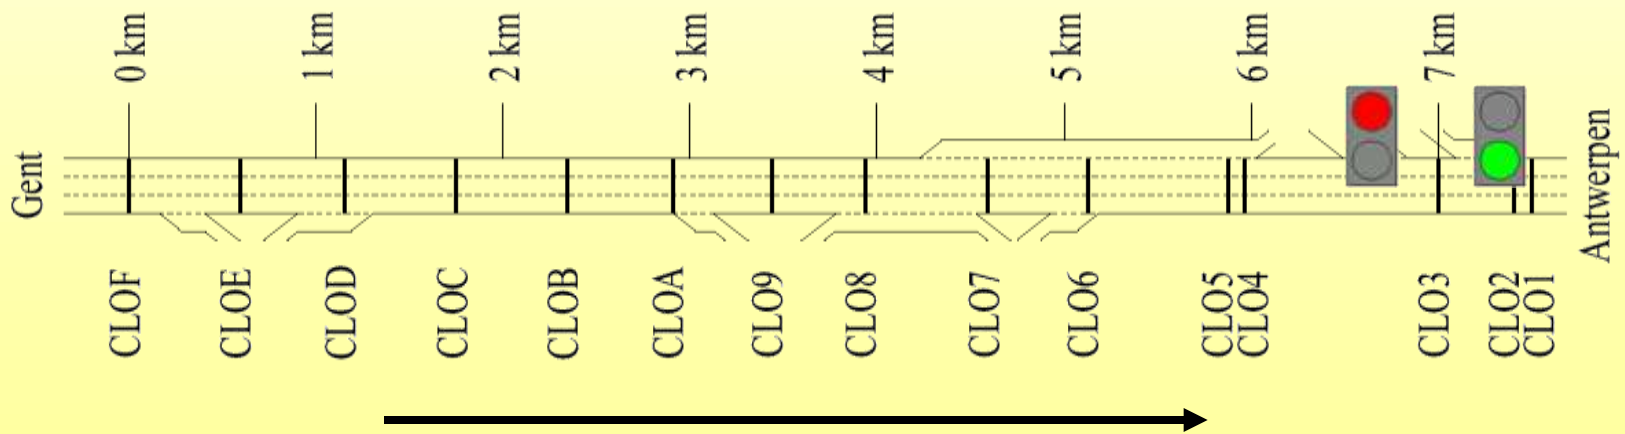 0 km
1 km
2 km
3 km
4 km
5 km
6 km
7 km
Gent
Antwerpen
CLOF
CLOE
CLOD
CLOC
CLOB
CLOA
CLO9
CLO8
CLO7
CLO6
CLO5
CLO4
CLO3
CLO2
CLO1